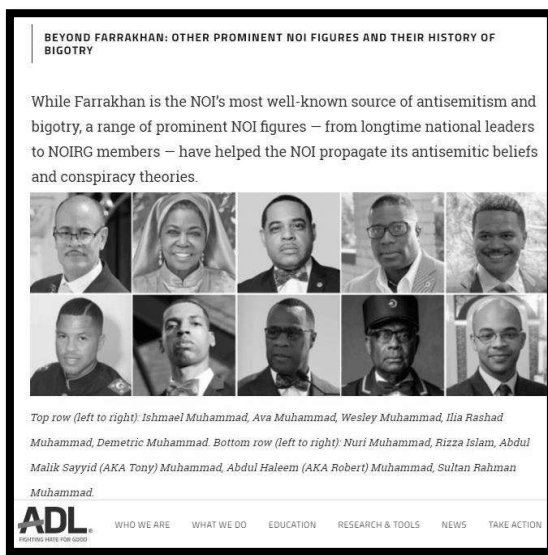 BEYOND FARRAKHAN: OTHER PROMINENT NOI FIGURES AND THEIR HISTORY OF
BIGOTRY
While Farrakhan is the NOI's most well-known source of antisemitism and
bigotry, a range of prominent NOI figures — from longtime national leaders
to NOIRG members — have helped the NOI propagate its antisemitic beliefs
and conspiracy theories.
Top row (left to right): Ishmael Muhammad, Ava Muhammad, Wesley Muhammad, Ilia Rashad
Muhammad, Demetric Muhammad. Bottom row (left to right): Nuri Muhammad, Rizza Islam, Abdul
Malik Sayyid (AKA Tony) Muhammad, Abdul Haleem (AKA Robert) Muhammad, Sultan Rahman
Muhammad.
ADL®
FIGHTING HATE FOR GOOD
WHO WE ARE WHAT WE DO EDUCATION RESEARCH & TOOLS NEWS TAKE ACTION